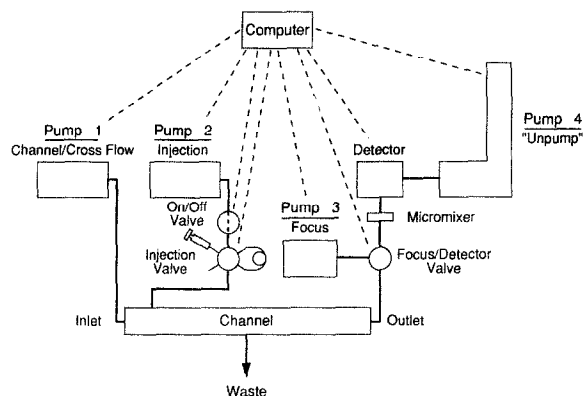 Computer
Pump 1
Channel/Cross Flow
Pump 2
Injection
Pump 4
"Unpump"
Detector
On/Off
Valve
Pump 3
Focus
Micromixer
Injection
Valve
Focus/Detector
Valve
Inlet
Channel
Outlet
Waste